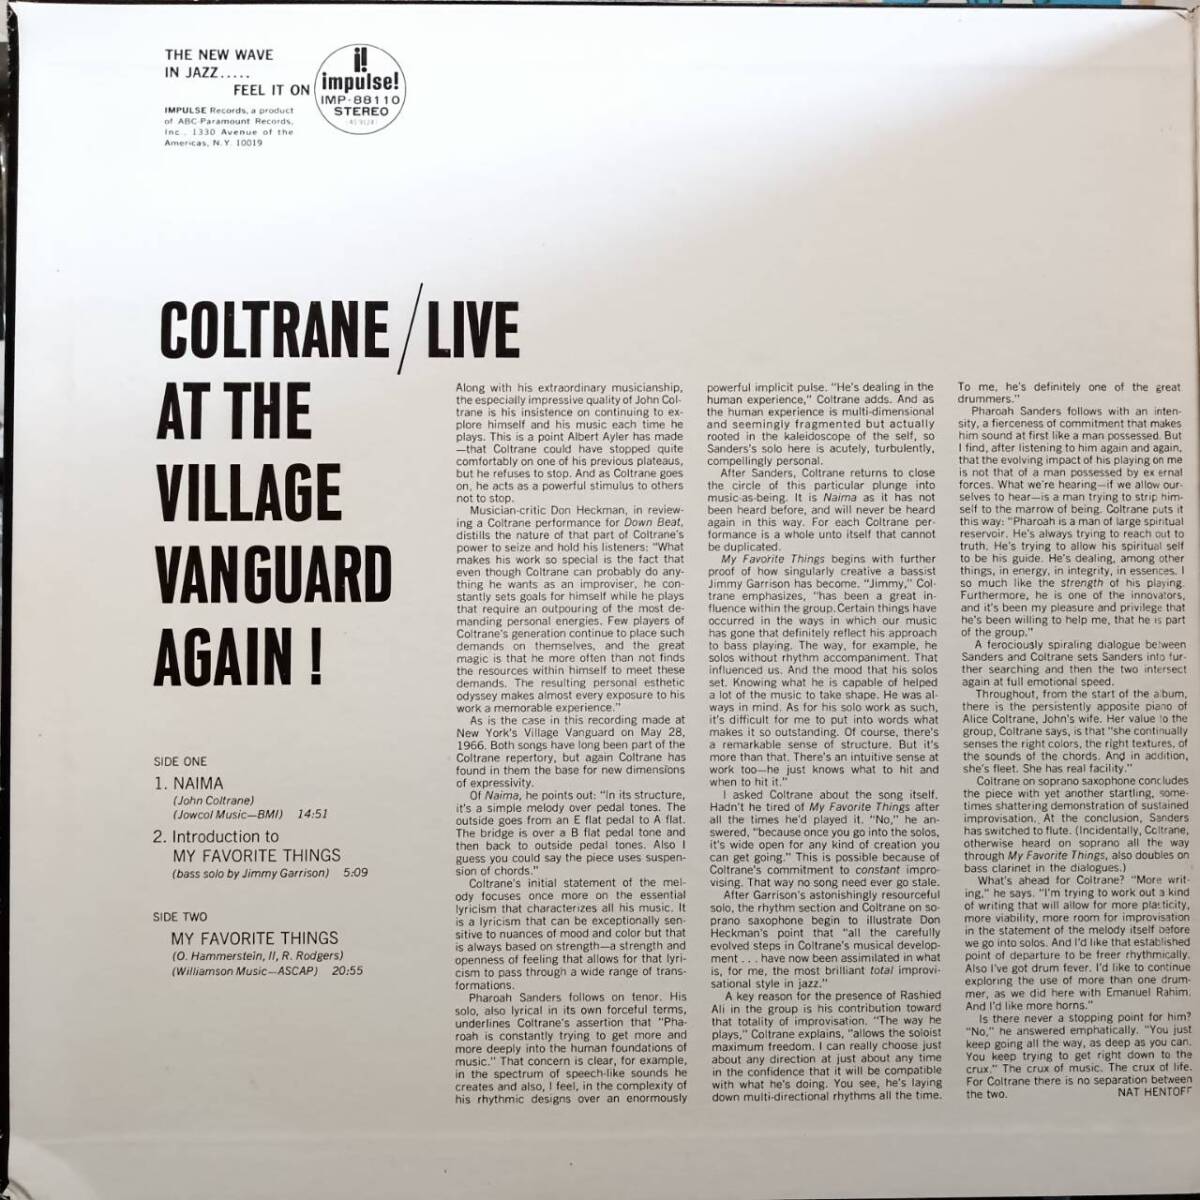 THE NEW WAVE
IN JAZZ.....
FEEL IT ON
IMPULSE Records, a product
of ABC-Paramount Records,
Inc., 1330 Avenue of the
Americas, N.Y. 10019
i!
impulse!
IMP-88110
STEREO
COLTRANE/LIVE
AT THE
VILLAGE
VANGUARD
AGAIN!
SIDE ONE
1. NAIMA
(John Coltrane)
(Jowcol Music—BMI) 14:51
2. Introduction to
MY FAVORITE THINGS
(bass solo by Jimmy Garrison) 5:09
SIDE TWO
MY FAVORITE THINGS
(O. Hammerstein, II, R. Rodgers)
(Williamson Music—ASCAP) 20:55
Along with his extraordinary musicianship,
the especially impressive quality of John Col-
trane is his insistence on continuing to ex-
plore himself and his music each time he
plays. This is a point Albert Ayler has made
—that Coltrane could have stopped quite
comfortably on one of his previous plateaus,
but he refuses to stop. And as Coltrane goes
on, he acts as a powerful stimulus to others
not to stop.
Musician-critic Don Heckman, in review-
ing a Coltrane performance for Down Beat,
distills the nature of that part of Coltrane's
power to seize and hold his listeners: "What
makes his work so special is the fact that
even though Coltrane can probably do any-
thing he wants as an improviser, he con-
stantly sets goals for himself while he plays
that require an outpouring of the most de-
manding personal energies. Few players of
Coltrane's generation continue to place such
demands on themselves, and the great
magic is that he more often than not finds
the resources within himself to meet these
demands. The resulting personal esthetic
odyssey makes almost every exposure to his
work a memorable experience."
As is the case in this recording made at
New York's Village Vanguard on May 28,
1966. Both songs have long been part of the
Coltrane repertory, but again Coltrane has
found in them the base for new dimensions
of expressivity.
Of Naima, he points out: "In its structure,
it's a simple melody over pedal tones. The
outside goes from an E flat pedal to A flat.
The bridge is over a B flat pedal tone and
then back to outside pedal tones. Also I
guess you could say the piece uses suspen-
sion of chords."
Coltrane's initial statement of the mel-
ody focuses once more on the essential
lyricism that characterizes all his music. It
is a lyricism that can be exceptionally sen-
sitive to nuances of mood and color but that
is always based on strength—a strength and
openness of feeling that allows for that lyri-
cism to pass through a wide range of trans-
formations.
Pharoah Sanders follows on tenor. His
solo, also lyrical in its own forceful terms,
underlines Coltrane's assertion that "Pha-
roah is constantly trying to get more and
more deeply into the human foundations of
music." That concern is clear, for example,
in the spectrum of speech-like sounds he
creates and also, I feel, in the complexity of
his rhythmic designs over an enormously
powerful implicit pulse. "He's dealing in the
human experience," Coltrane adds. And as
the human experience is multi-dimensional
and seemingly fragmented but actually
rooted in the kaleidoscope of the self, so
Sanders's solo here is acutely, turbulently,
compellingly personal.
After Sanders, Coltrane returns to close
the circle of this particular plunge into
music-as-being. It is Naima as it has not
been heard before, and will never be heard
again in this way. For each Coltrane per-
formance is a whole unto itself that cannot
be duplicated.
My Favorite Things begins with further
proof of how singularly creative a bassist
Jimmy Garrison has become. "Jimmy," Col-
trane emphasizes, "has been a great in-
fluence within the group. Certain things have
occurred in the ways in which our music
has gone that definitely reflect his approach
to bass playing. The way, for example, he
solos without rhythm accompaniment. That
influenced us. And the mood that his solos
set. Knowing what he is capable of helped
a lot of the music to take shape. He was al-
ways in mind. As for his solo work as such,
it's difficult for me to put into words what
makes it so outstanding. Of course, there's
a remarkable sense of structure. But it's
more than that. There's an intuitive sense at
work too—he just knows what to hit and
when to hit it."
I asked Coltrane about the song itself.
Hadn't he tired of My Favorite Things after
all the times he'd played it. "No," he an-
swered, "because once you go into the solos,
it's wide open for any kind of creation you
can get going." This is possible because of
Coltrane's commitment to constant impro-
vising. That way no song need ever go stale.
After Garrison's astonishingly resourceful
solo, the rhythm section and Coltrane on so-
prano saxophone begin to illustrate Don
Heckman's point that "all the carefully
evolved steps in Coltrane's musical develop-
ment . . . have now been assimilated in what
is, for me, the most brilliant total improvi-
sational style in jazz."
A key reason for the presence of Rashied
Ali in the group is his contribution toward
that totality of improvisation. "The way he
plays," Coltrane explains, "allows the soloist
maximum freedom. I can really choose just
about any direction at just about any time
in the confidence that it will be compatible
with what he's doing. You see, he's laying
down multi-directional rhythms all the time.
To me, he's definitely one of the great
drummers."
Pharoah Sanders follows with an inten-
sity, a fierceness of commitment that makes
him sound at first like a man possessed. But
I find, after listening to him again and again,
that the evolving impact of his playing on me
is not that of a man possessed by ex ernal
forces. What we're hearing—if we allow our-
selves to hear—is a man trying to strip him-
self to the marrow of being. Coltrane puts it
this way: "Pharoah is a man of large spiritual
reservoir. He's always trying to reach out to
truth. He's trying to allow his spiritual self
to be his guide. He's dealing, among other
things, in energy, in integrity, in essences. I
so much like the strength of his playing.
Furthermore, he is one of the innovators,
and it's been my pleasure and privilege that
he's been willing to help me, that he is part
of the group."
A ferociously spiraling dialogue between
Sanders and Coltrane sets Sanders into fur-
ther searching and then the two intersect
again at full emotional speed.
Throughout, from the start of the album,
there is the persistently apposite piano of
Alice Coltrane, John's wife. Her value to the
group, Coltrane says, is that "she continually
senses the right colors, the right textures, of
the sounds of the chords. And in addition,
she's fleet. She has real facility."
Coltrane on soprano saxophone concludes
the piece with yet another startling, some-
times shattering demonstration of sustained
improvisation. At the conclusion, Sanders
has switched to flute. (Incidentally, Coltrane,
otherwise heard on soprano all the way
through My Favorite Things, also doubles on
bass clarinet in the dialogues.)
What's ahead for Coltrane? "More writ-
ing," he says. "I'm trying to work out a kind
of writing that will allow for more plasticity,
more viability, more room for improvisation
in the statement of the melody itself before
we go into solos. And I'd like that established
point of departure to be freer rhythmically.
Also I've got drum fever. I'd like to continue
exploring the use of more than one drum-
mer, as we did here with Emanuel Rahim.
And I'd like more horns."
Is there never a stopping point for him?
"No," he answered emphatically. "You just
keep going all the way, as deep as you can.
You keep trying to get right down to the
crux." The crux of music. The crux of life.
For Coltrane there is no separation between
the two. NAT HENTOFF